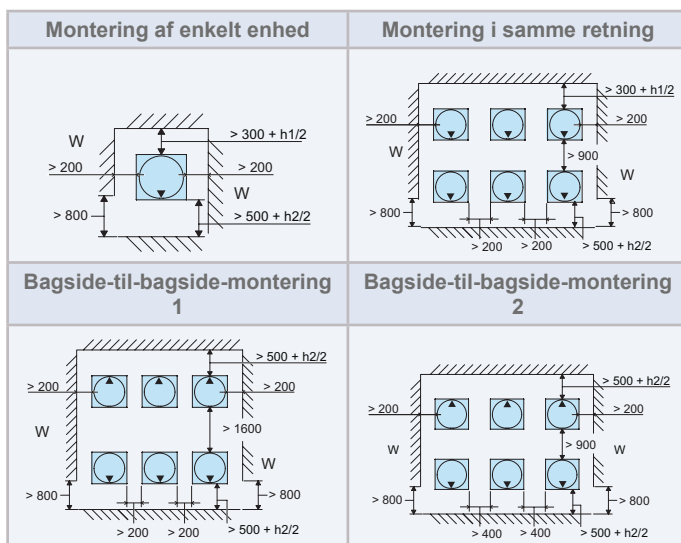 Montering af enkelt enhed
W
> 300 + h1/2
> 200
> 200
W
> 800
> 500 + h2/2
Montering i samme retning
> 300 + h1/2
> 200
> 200
W
> 900
W
> 800
> 800
> 200
> 200
> 500 + h2/2
Bagside-til-bagside-montering
1
> 500 + h2/2
> 200
> 200
W
> 1600
W
> 800
> 800
> 500 + h2/2
> 200
> 200
Bagside-til-bagside-montering
2
> 500 + h2/2
> 200
> 200
W
> 900
W
> 800
> 800
> 400
> 400
> 500 + h2/2